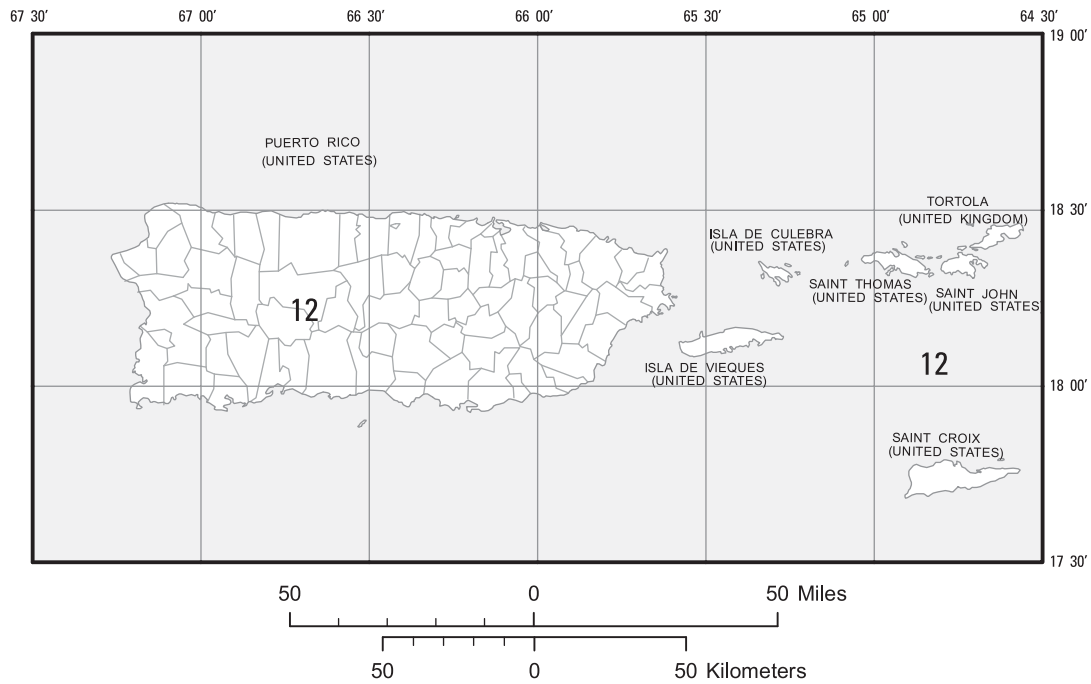 67 30′ 67 00′ 66 30′ 66 00′ 65 30′ 65 00′ 64 30′
19 00′
PUERTO RICO
(UNITED STATES)
TORTOLA
(UNITED KINGDOM)
18 30′
ISLA DE CULEBRA
(UNITED STATES)
SAINT THOMAS
(UNITED STATES)
SAINT JOHN
(UNITED STATES)
12
ISLA DE VIEQUES
(UNITED STATES)
12
18 00′
SAINT CROIX
(UNITED STATES)
17 30′
50 0 50 Miles
50 0 50 Kilometers